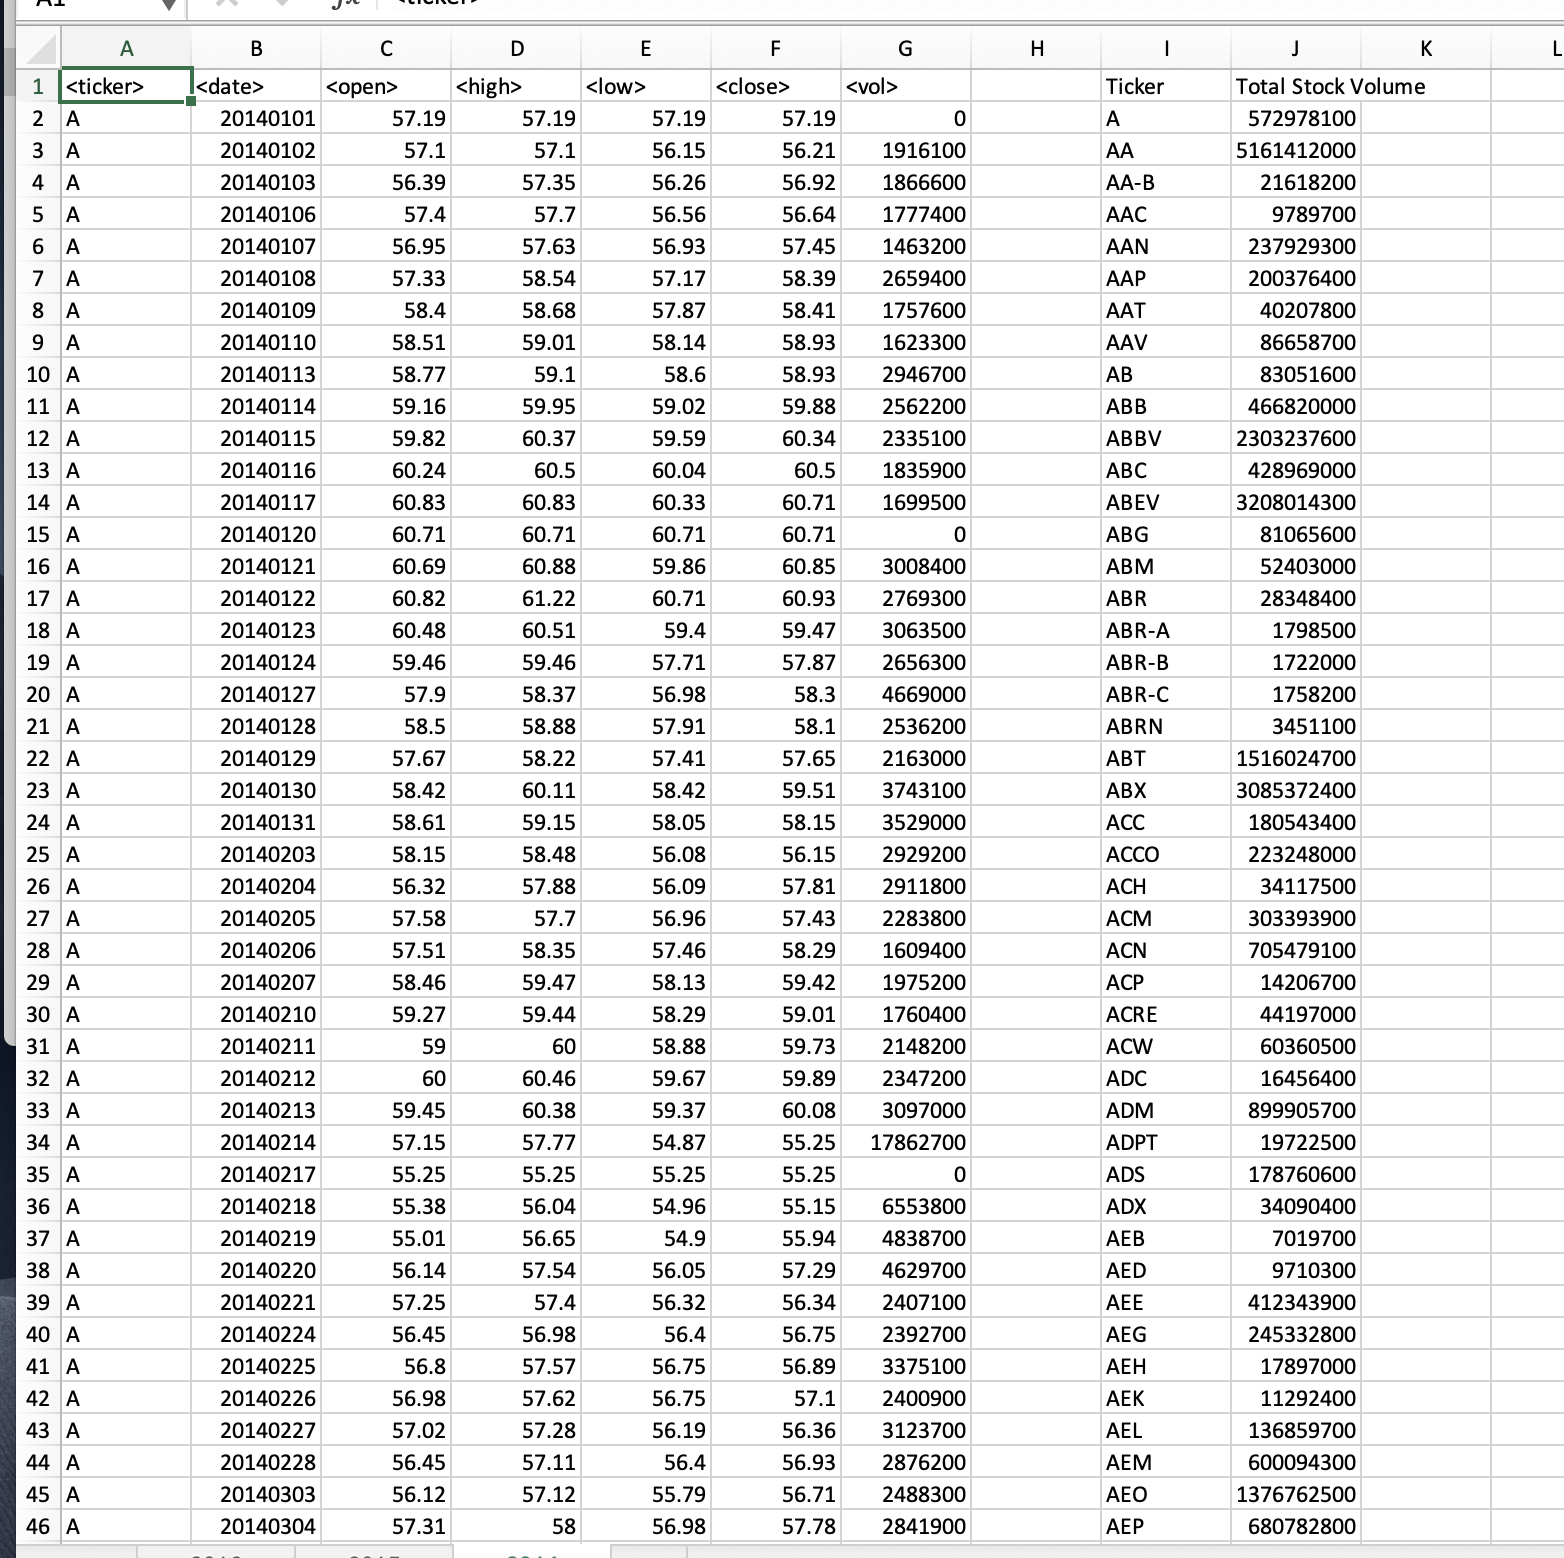 A1 fx <ticker>
A B C D E F G H I J K L
1 <ticker> <date> <open> <high> <low> <close> <vol> Ticker Total Stock Volume
2 A 20140101 57.19 57.19 57.19 57.19 0 A 572978100
3 A 20140102 57.1 57.1 56.15 56.21 1916100 AA 5161412000
4 A 20140103 56.39 57.35 56.26 56.92 1866600 AA-B 21618200
5 A 20140106 57.4 57.7 56.56 56.64 1777400 AAC 9789700
6 A 20140107 56.95 57.63 56.93 57.45 1463200 AAN 237929300
7 A 20140108 57.33 58.54 57.17 58.39 2659400 AAP 200376400
8 A 20140109 58.4 58.68 57.87 58.41 1757600 AAT 40207800
9 A 20140110 58.51 59.01 58.14 58.93 1623300 AAV 86658700
10 A 20140113 58.77 59.1 58.6 58.93 2946700 AB 83051600
11 A 20140114 59.16 59.95 59.02 59.88 2562200 ABB 466820000
12 A 20140115 59.82 60.37 59.59 60.34 2335100 ABBV 2303237600
13 A 20140116 60.24 60.5 60.04 60.5 1835900 ABC 428969000
14 A 20140117 60.83 60.83 60.33 60.71 1699500 ABEV 3208014300
15 A 20140120 60.71 60.71 60.71 60.71 0 ABG 81065600
16 A 20140121 60.69 60.88 59.86 60.85 3008400 ABM 52403000
17 A 20140122 60.82 61.22 60.71 60.93 2769300 ABR 28348400
18 A 20140123 60.48 60.51 59.4 59.47 3063500 ABR-A 1798500
19 A 20140124 59.46 59.46 57.71 57.87 2656300 ABR-B 1722000
20 A 20140127 57.9 58.37 56.98 58.3 4669000 ABR-C 1758200
21 A 20140128 58.5 58.88 57.91 58.1 2536200 ABRN 3451100
22 A 20140129 57.67 58.22 57.41 57.65 2163000 ABT 1516024700
23 A 20140130 58.42 60.11 58.42 59.51 3743100 ABX 3085372400
24 A 20140131 58.61 59.15 58.05 58.15 3529000 ACC 180543400
25 A 20140203 58.15 58.48 56.08 56.15 2929200 ACCO 223248000
26 A 20140204 56.32 57.88 56.09 57.81 2911800 ACH 34117500
27 A 20140205 57.58 57.7 56.96 57.43 2283800 ACM 303393900
28 A 20140206 57.51 58.35 57.46 58.29 1609400 ACN 705479100
29 A 20140207 58.46 59.47 58.13 59.42 1975200 ACP 14206700
30 A 20140210 59.27 59.44 58.29 59.01 1760400 ACRE 44197000
31 A 20140211 59 60 58.88 59.73 2148200 ACW 60360500
32 A 20140212 60 60.46 59.67 59.89 2347200 ADC 16456400
33 A 20140213 59.45 60.38 59.37 60.08 3097000 ADM 899905700
34 A 20140214 57.15 57.77 54.87 55.25 17862700 ADPT 19722500
35 A 20140217 55.25 55.25 55.25 55.25 0 ADS 178760600
36 A 20140218 55.38 56.04 54.96 55.15 6553800 ADX 34090400
37 A 20140219 55.01 56.65 54.9 55.94 4838700 AEB 7019700
38 A 20140220 56.14 57.54 56.05 57.29 4629700 AED 9710300
39 A 20140221 57.25 57.4 56.32 56.34 2407100 AEE 412343900
40 A 20140224 56.45 56.98 56.4 56.75 2392700 AEG 245332800
41 A 20140225 56.8 57.57 56.75 56.89 3375100 AEH 17897000
42 A 20140226 56.98 57.62 56.75 57.1 2400900 AEK 11292400
43 A 20140227 57.02 57.28 56.19 56.36 3123700 AEL 136859700
44 A 20140228 56.45 57.11 56.4 56.93 2876200 AEM 600094300
45 A 20140303 56.12 57.12 55.79 56.71 2488300 AEO 1376762500
46 A 20140304 57.31 58 56.98 57.78 2841900 AEP 680782800